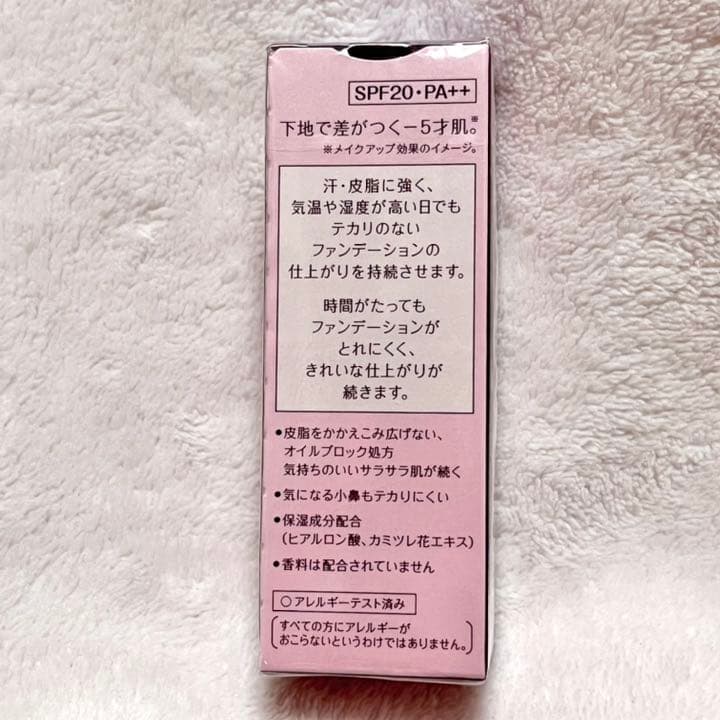 SPF20・PA++
下地で差がつくー5才肌。※
※メイクアップ効果のイメージ。
汗・皮脂に強く、
気温や湿度が高い日でも
テカリのない
ファンデーションの
仕上がりを持続させます。
時間がたっても
ファンデーションが
とれにくく、
きれいな仕上がりが
続きます。
●皮脂をかかえこみ広げない、
オイルブロック処方
気持ちのいいサラサラ肌が続く
●気になる小鼻もテカリにくい
●保湿成分配合
(ヒアルロン酸、カミツレ花エキス)
●香料は配合されていません
○アレルギーテスト済み
(すべての方にアレルギーが
おこらないというわけではありません。)